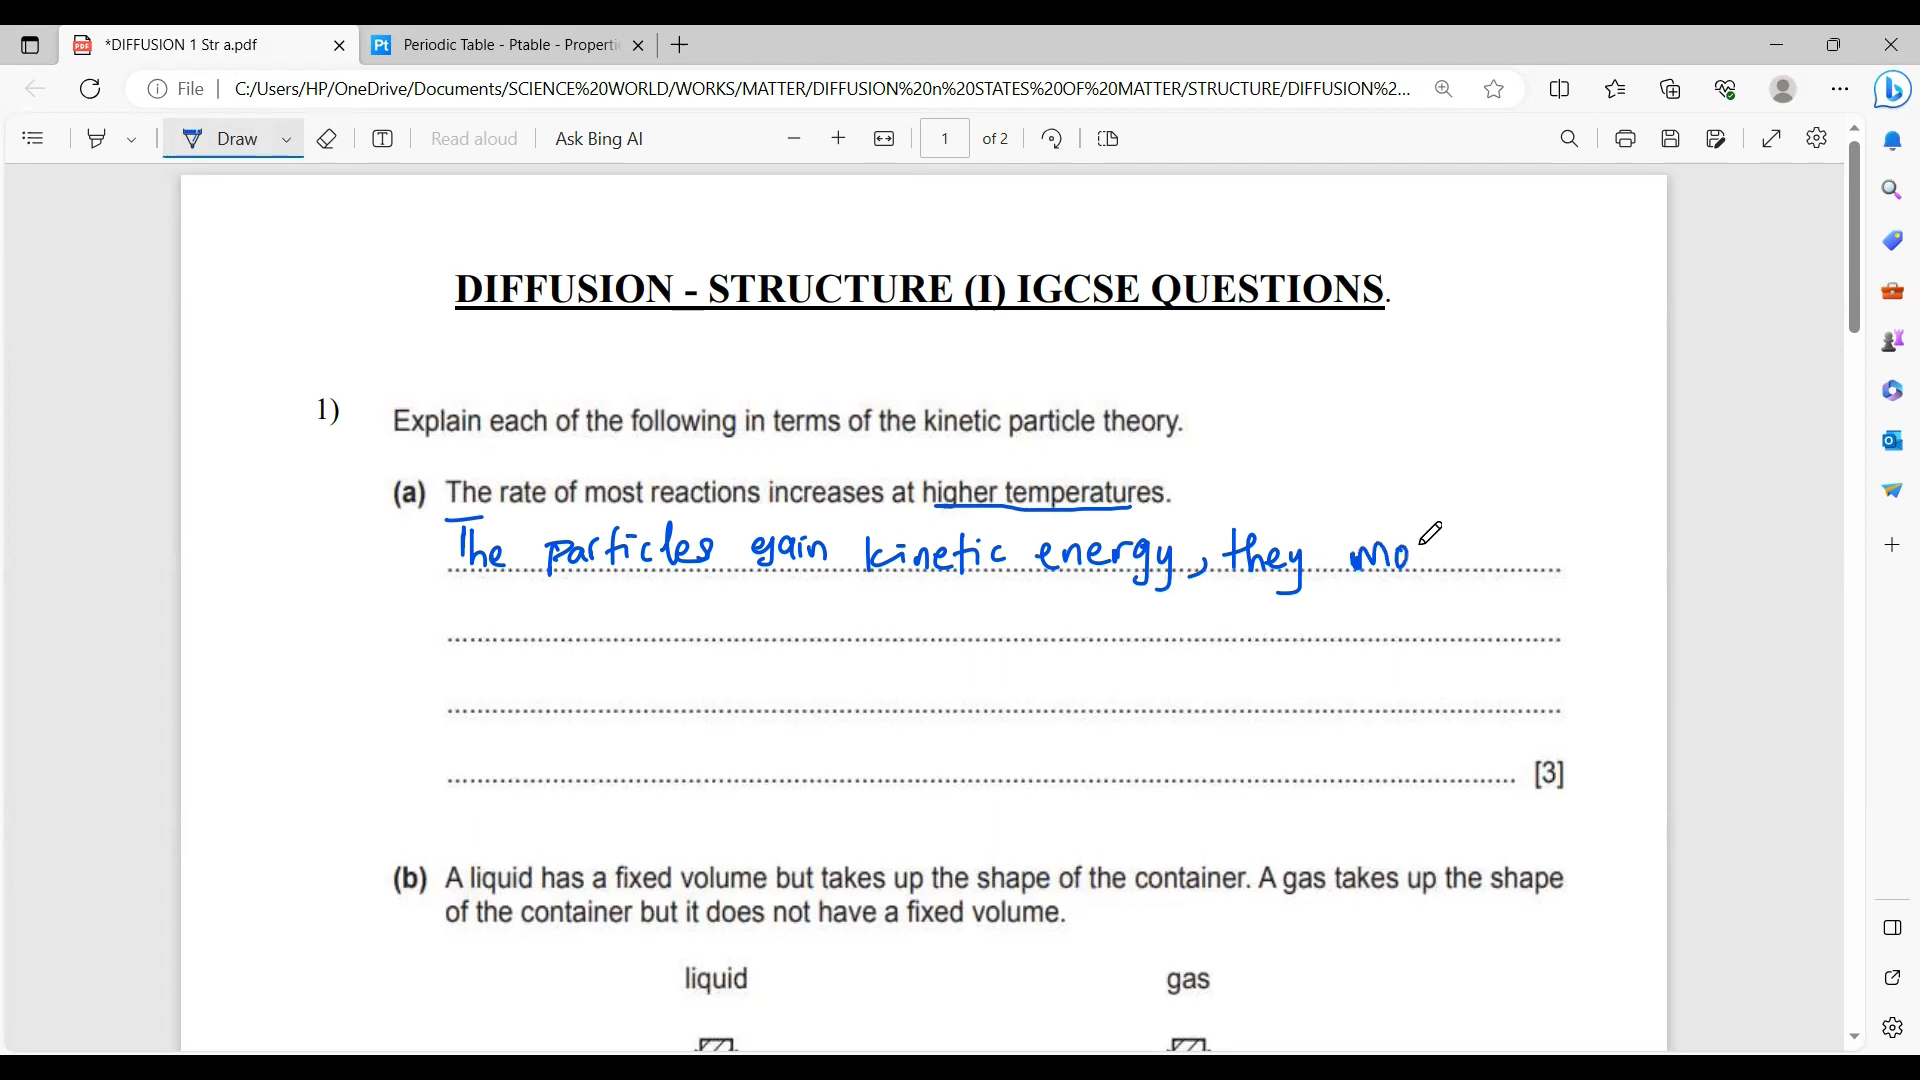 *DIFFUSION 1 Str a.pdf
Pt Periodic Table - Ptable - Properti
File C:/Users/HP/OneDrive/Documents/SCIENCE%20WORLD/WORKS/MATTER/DIFFUSION%20n%20STATES%20OF%20MATTER/STRUCTURE/DIFFUSION%2...
Draw Read aloud Ask Bing AI 1 of 2
DIFFUSION - STRUCTURE (I) IGCSE QUESTIONS.
1) Explain each of the following in terms of the kinetic particle theory.
(a) The rate of most reactions increases at higher temperatures.
The particles gain kinetic energy, they mo
[3]
(b) A liquid has a fixed volume but takes up the shape of the container. A gas takes up the shape
of the container but it does not have a fixed volume.
liquid gas